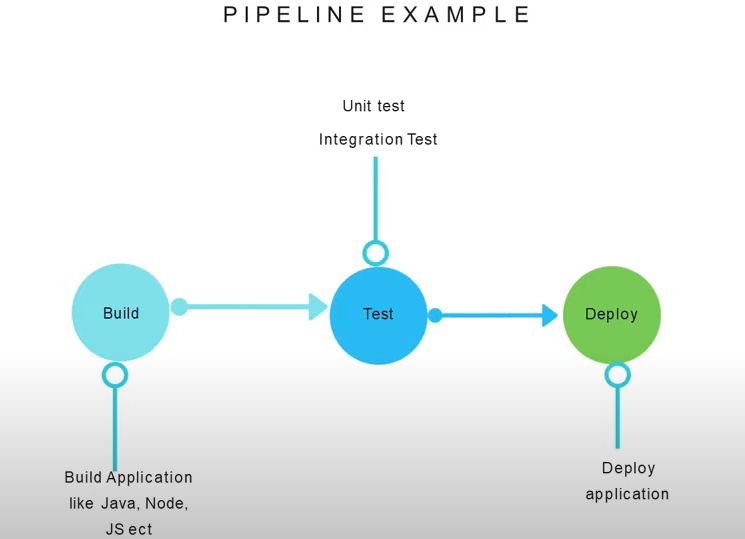 PIPELINE EXAMPLE
Unit test
Integration Test
Build
Test
Deploy
Build Application
like Java, Node,
JS ect
Deploy
application